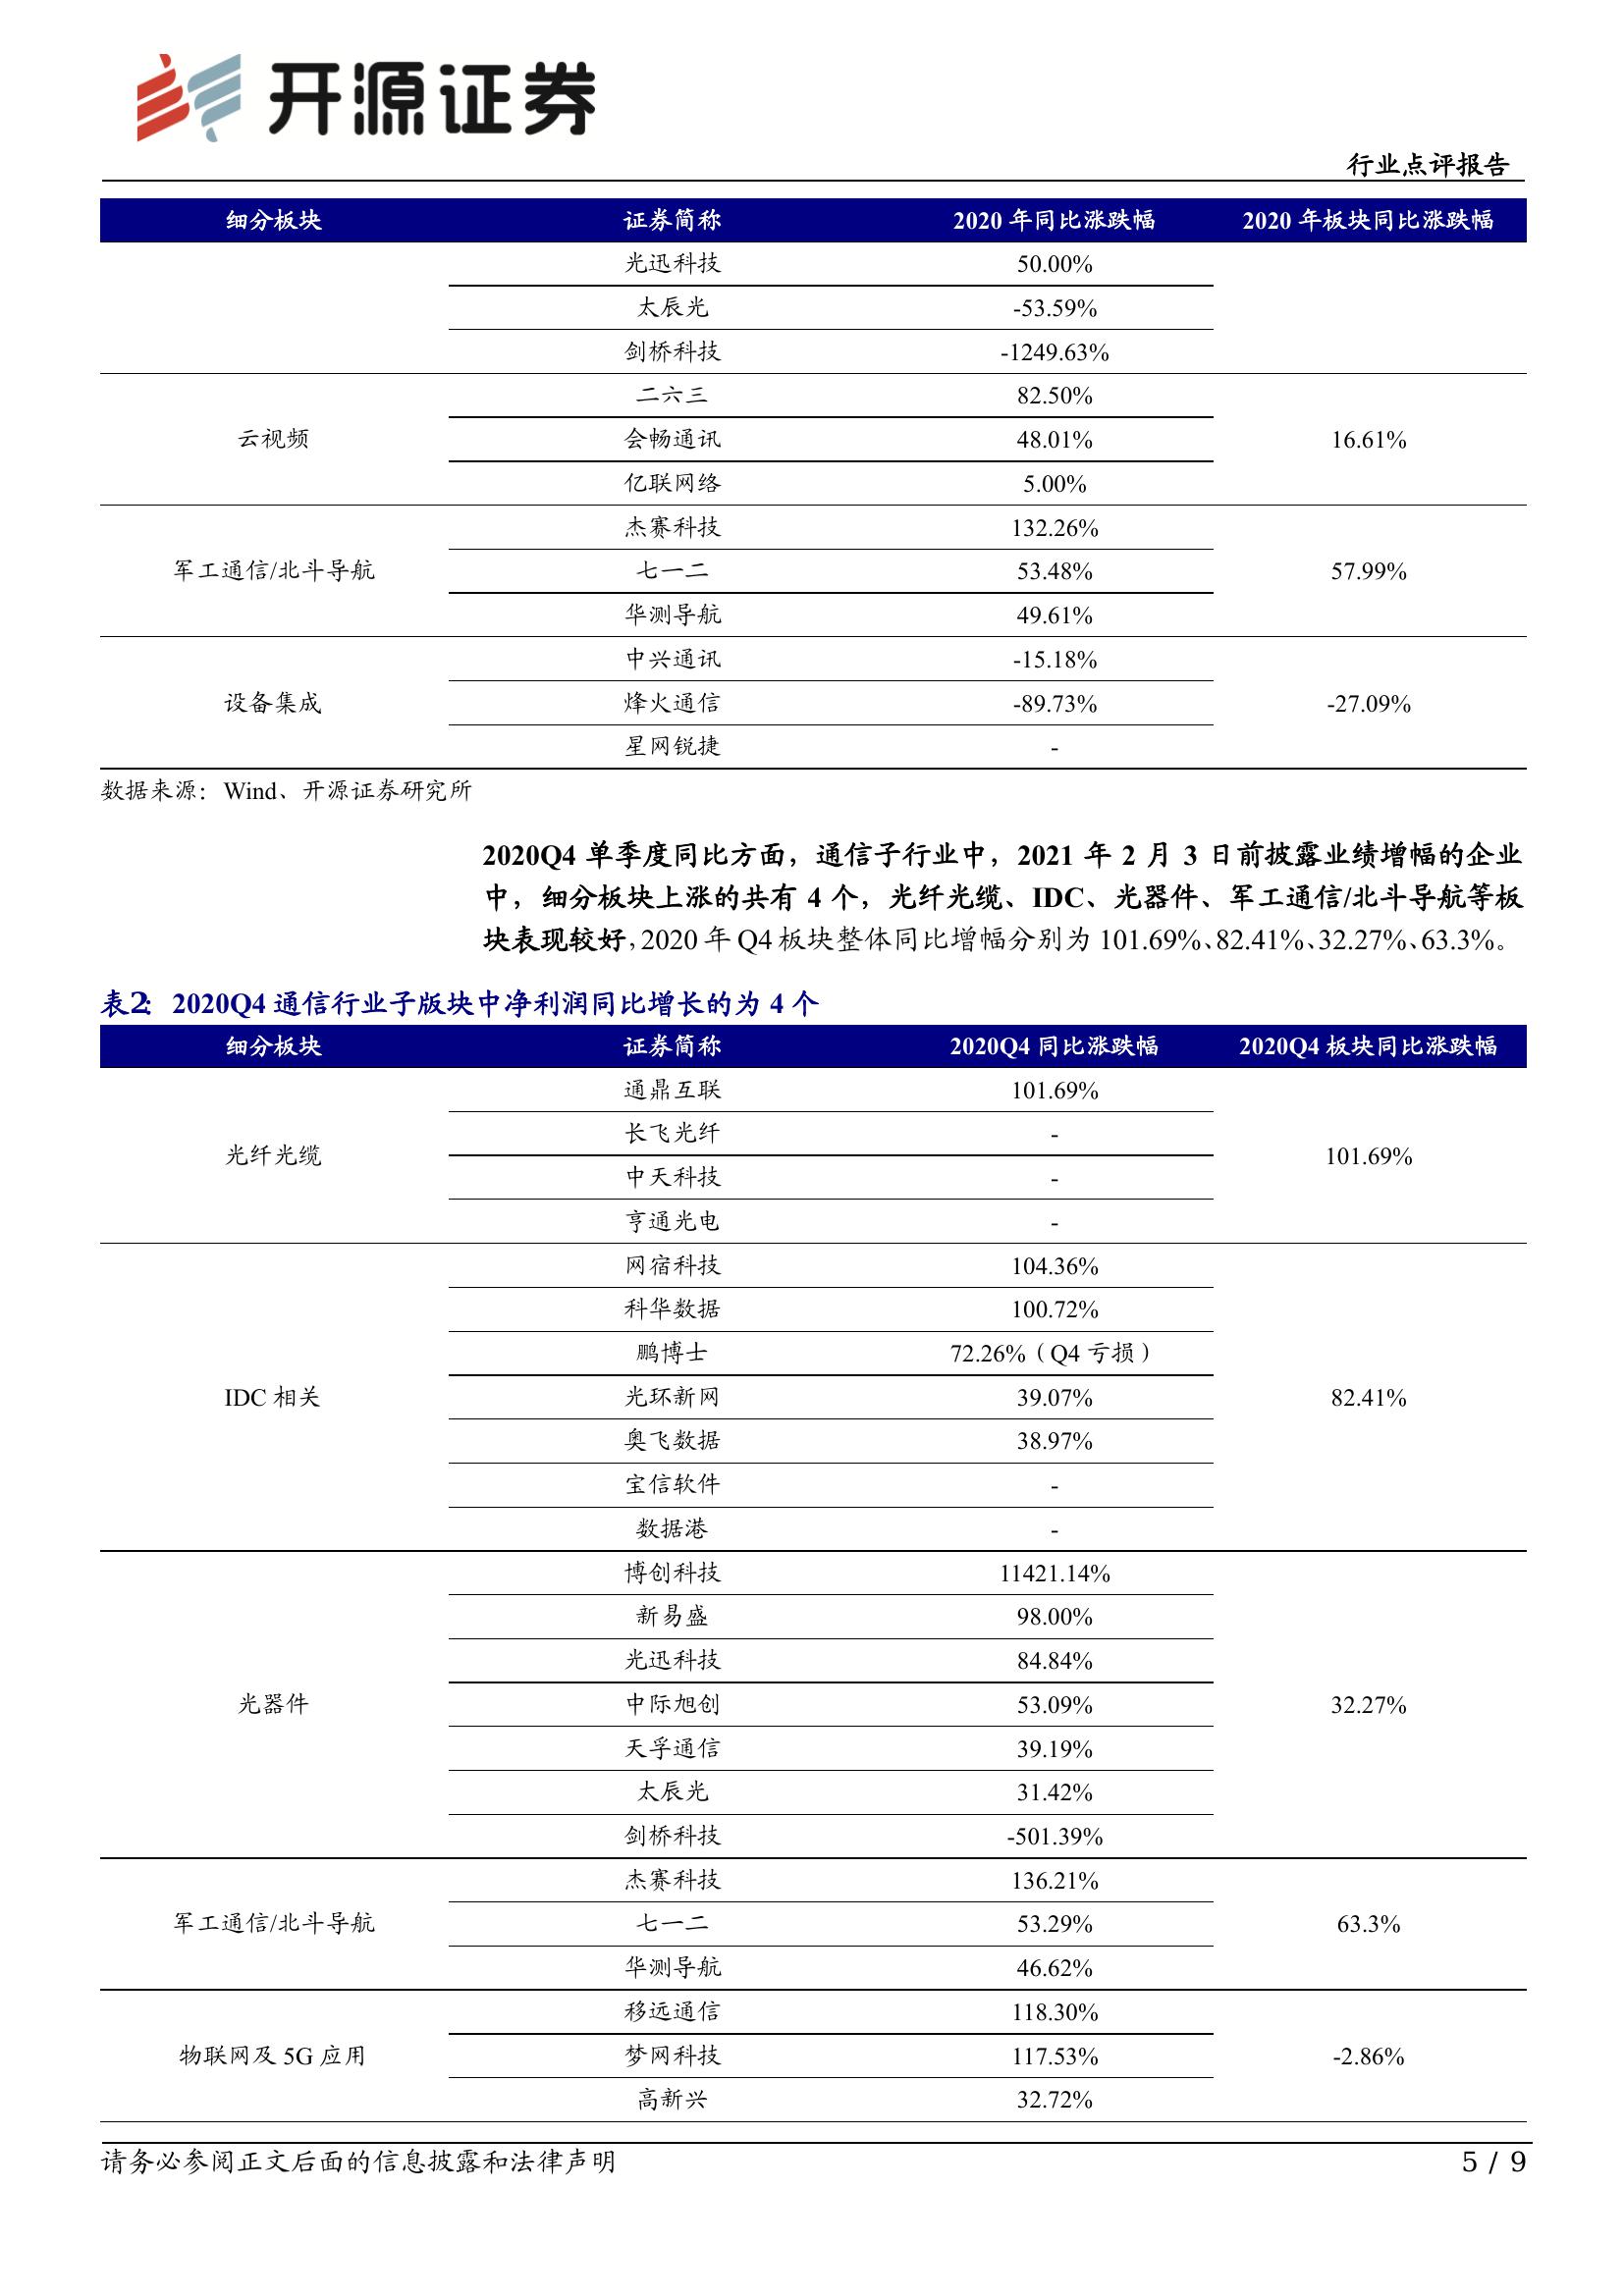 开源证券
行业点评报告
细分板块 证券简称 2020 年同比涨跌幅 2020 年板块同比涨跌幅
光迅科技 50.00%
太辰光 -53.59%
剑桥科技 -1249.63%
二六三 82.50%
云视频 会畅通讯 48.01% 16.61%
亿联网络 5.00%
杰赛科技 132.26%
军工通信/北斗导航 七一二 53.48% 57.99%
华测导航 49.61%
中兴通讯 -15.18%
设备集成 烽火通信 -89.73% -27.09%
星网锐捷 -
数据来源：Wind、开源证券研究所
2020Q4 单季度同比方面，通信子行业中，2021 年 2 月 3 日前披露业绩增幅的企业
中，细分板块上涨的共有 4 个，光纤光缆、IDC、光器件、军工通信/北斗导航等板
块表现较好，2020 年 Q4 板块整体同比增幅分别为 101.69%、82.41%、32.27%、63.3%。
表2： 2020Q4 通信行业子版块中净利润同比增长的为 4 个
细分板块 证券简称 2020Q4 同比涨跌幅 2020Q4 板块同比涨跌幅
通鼎互联 101.69%
长飞光纤 -
光纤光缆 101.69%
中天科技 -
亨通光电 -
网宿科技 104.36%
科华数据 100.72%
鹏博士 72.26%（Q4 亏损）
IDC 相关 光环新网 39.07% 82.41%
奥飞数据 38.97%
宝信软件 -
数据港 -
博创科技 11421.14%
新易盛 98.00%
光迅科技 84.84%
光器件 中际旭创 53.09% 32.27%
天孚通信 39.19%
太辰光 31.42%
剑桥科技 -501.39%
杰赛科技 136.21%
军工通信/北斗导航 七一二 53.29% 63.3%
华测导航 46.62%
移远通信 118.30%
物联网及 5G 应用 梦网科技 117.53% -2.86%
高新兴 32.72%
请务必参阅正文后面的信息披露和法律声明 5 / 9